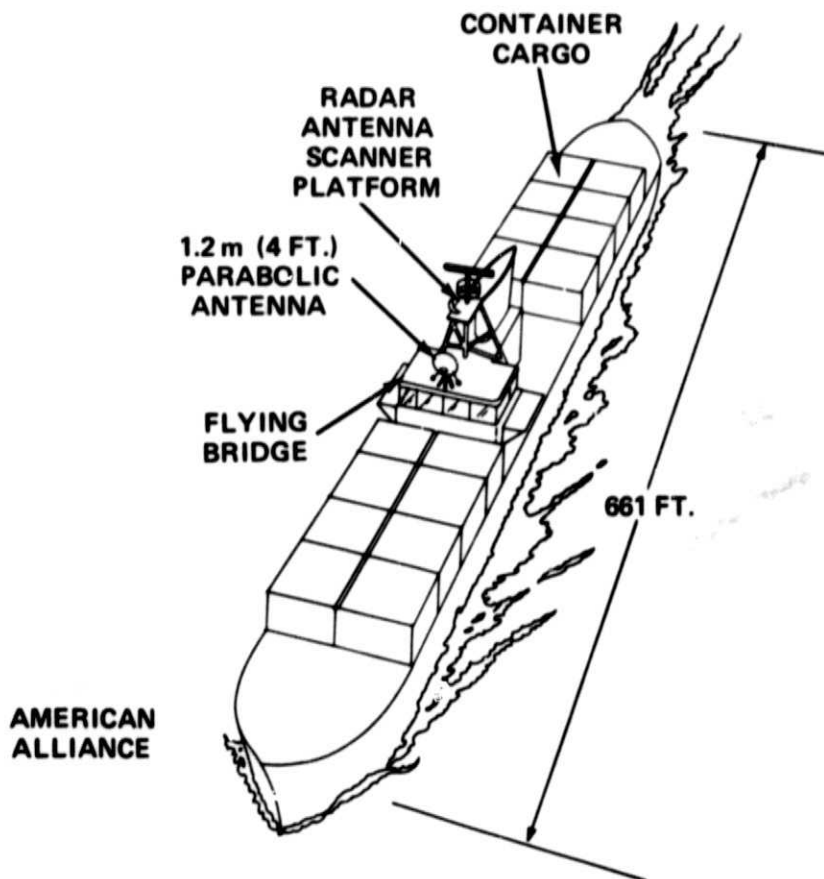 CONTAINER
CARGO
RADAR
ANTENNA
SCANNER
PLATFORM
1.2 m (4 FT.)
PARABOLIC
ANTENNA
FLYING
BRIDGE
661 FT.
AMERICAN
ALLIANCE